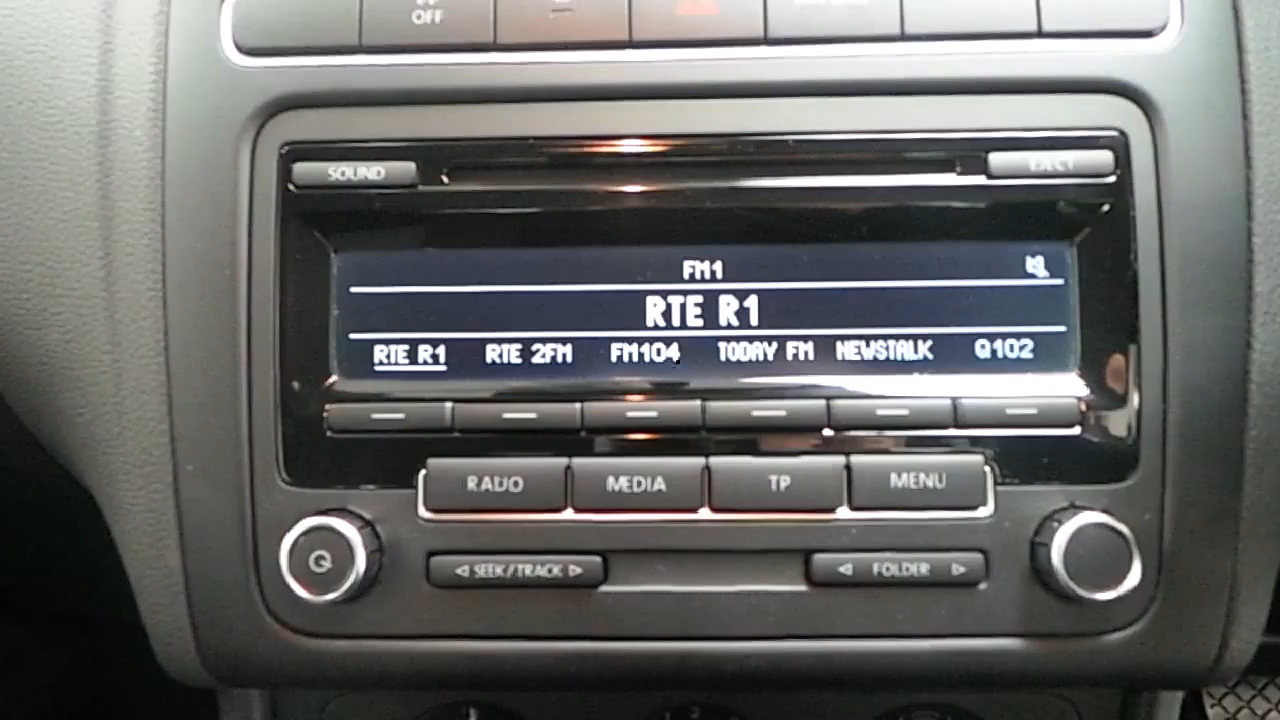 OFF
SOUND
EJECT
FM1
RTE R1
RTE R1 RTE 2FM FM104 TODAY FM NEWSTALK Q102
RADIO MEDIA TP MENU
SEEK/TRACK FOLDER